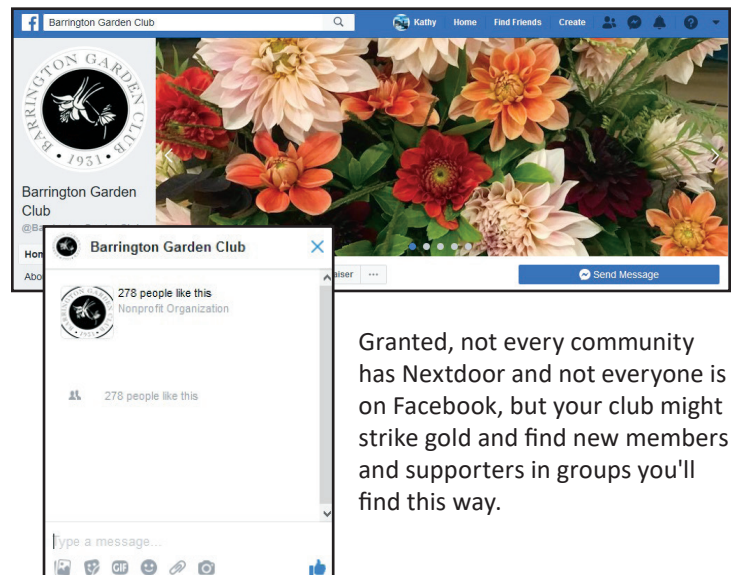 Barrington Garden Club
Kathy Home Find Friends Create
BARRINGTON GARDEN CLUB
• 1931 •
Barrington Garden
Club
Barrington Garden Club
278 people like this
Nonprofit Organization
278 people like this
Type a message...
GIF
Send Message
Granted, not every community
has Nextdoor and not everyone is
on Facebook, but your club might
strike gold and find new members
and supporters in groups you'll
find this way.